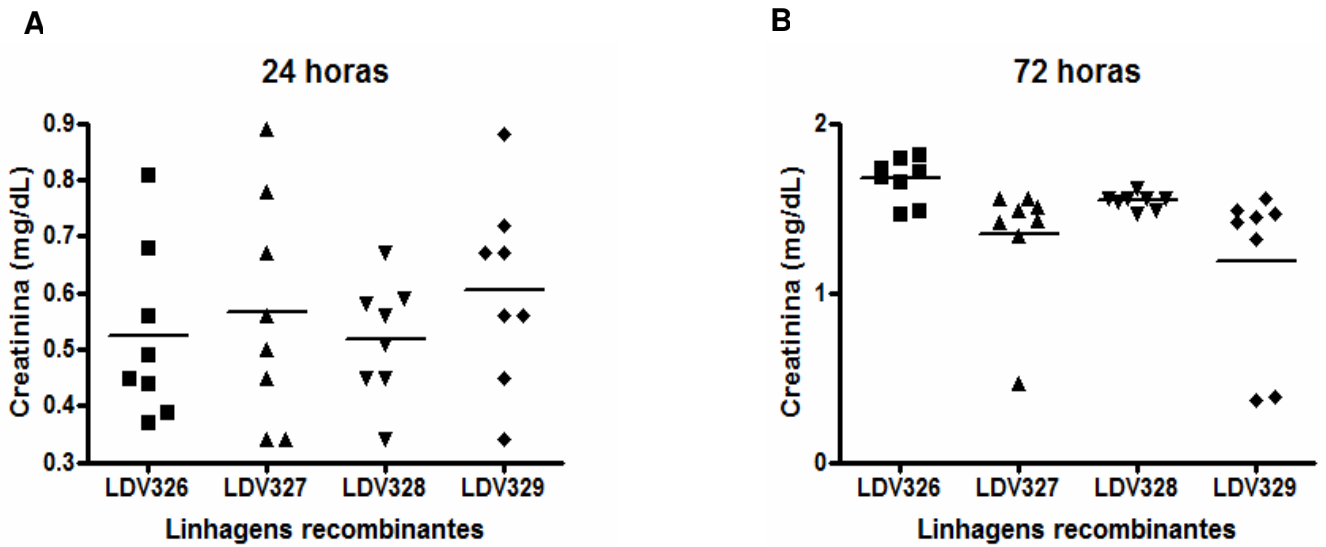 A
24 horas
Creatinina (mg/dL)
0.9
0.8
0.7
0.6
0.5
0.4
0.3
LDV326 LDV327 LDV328 LDV329
Linhagens recombinantes
B
72 horas
Creatinina (mg/dL)
2
1
0
LDV326 LDV327 LDV328 LDV329
Linhagens recombinantes